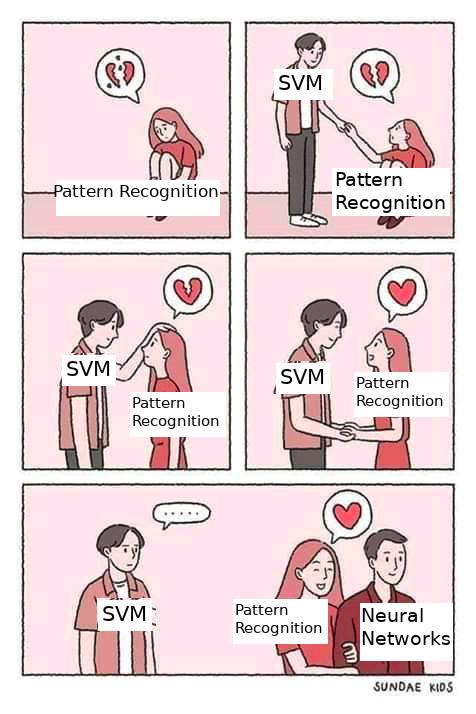 Pattern Recognition
SVM
Pattern
Recognition
SVM
Pattern
Recognition
SVM
Pattern
Recognition
.....
SVM
Pattern
Recognition
Neural
Networks
SUNDAE KIDS